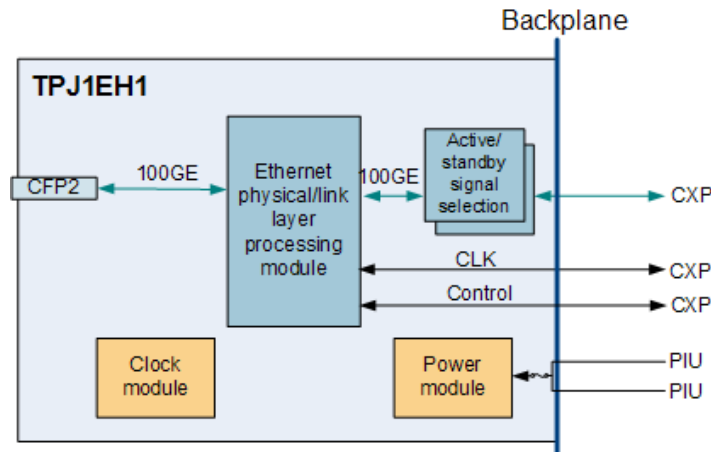 Backplane
TPJ1EH1
CFP2
100GE
Ethernet
physical/link
layer
processing
module
100GE
Active/
standby
signal
selection
CXP
CLK
CXP
Control
CXP
Clock
module
Power
module
PIU
PIU